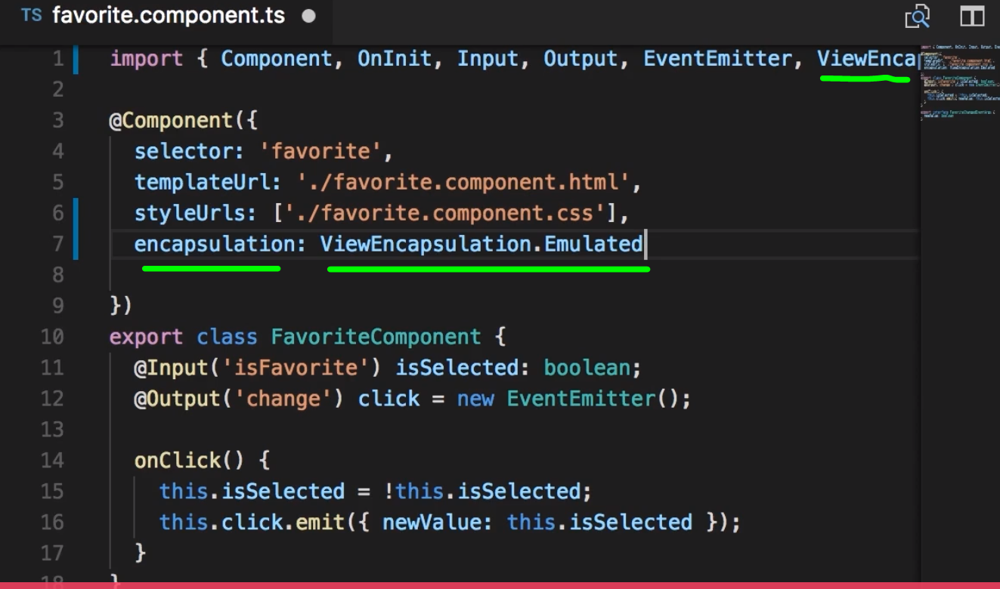 TS favorite.component.ts
1 import { Component, OnInit, Input, Output, EventEmitter, ViewEncap
2
3 @Component({
4 selector: 'favorite',
5 templateUrl: './favorite.component.html',
6 styleUrls: ['./favorite.component.css'],
7 encapsulation: ViewEncapsulation.Emulated
8
9 })
10 export class FavoriteComponent {
11 @Input('isFavorite') isSelected: boolean;
12 @Output('change') click = new EventEmitter();
13
14 onClick() {
15 this.isSelected = !this.isSelected;
16 this.click.emit({ newValue: this.isSelected });
17 }
18 }